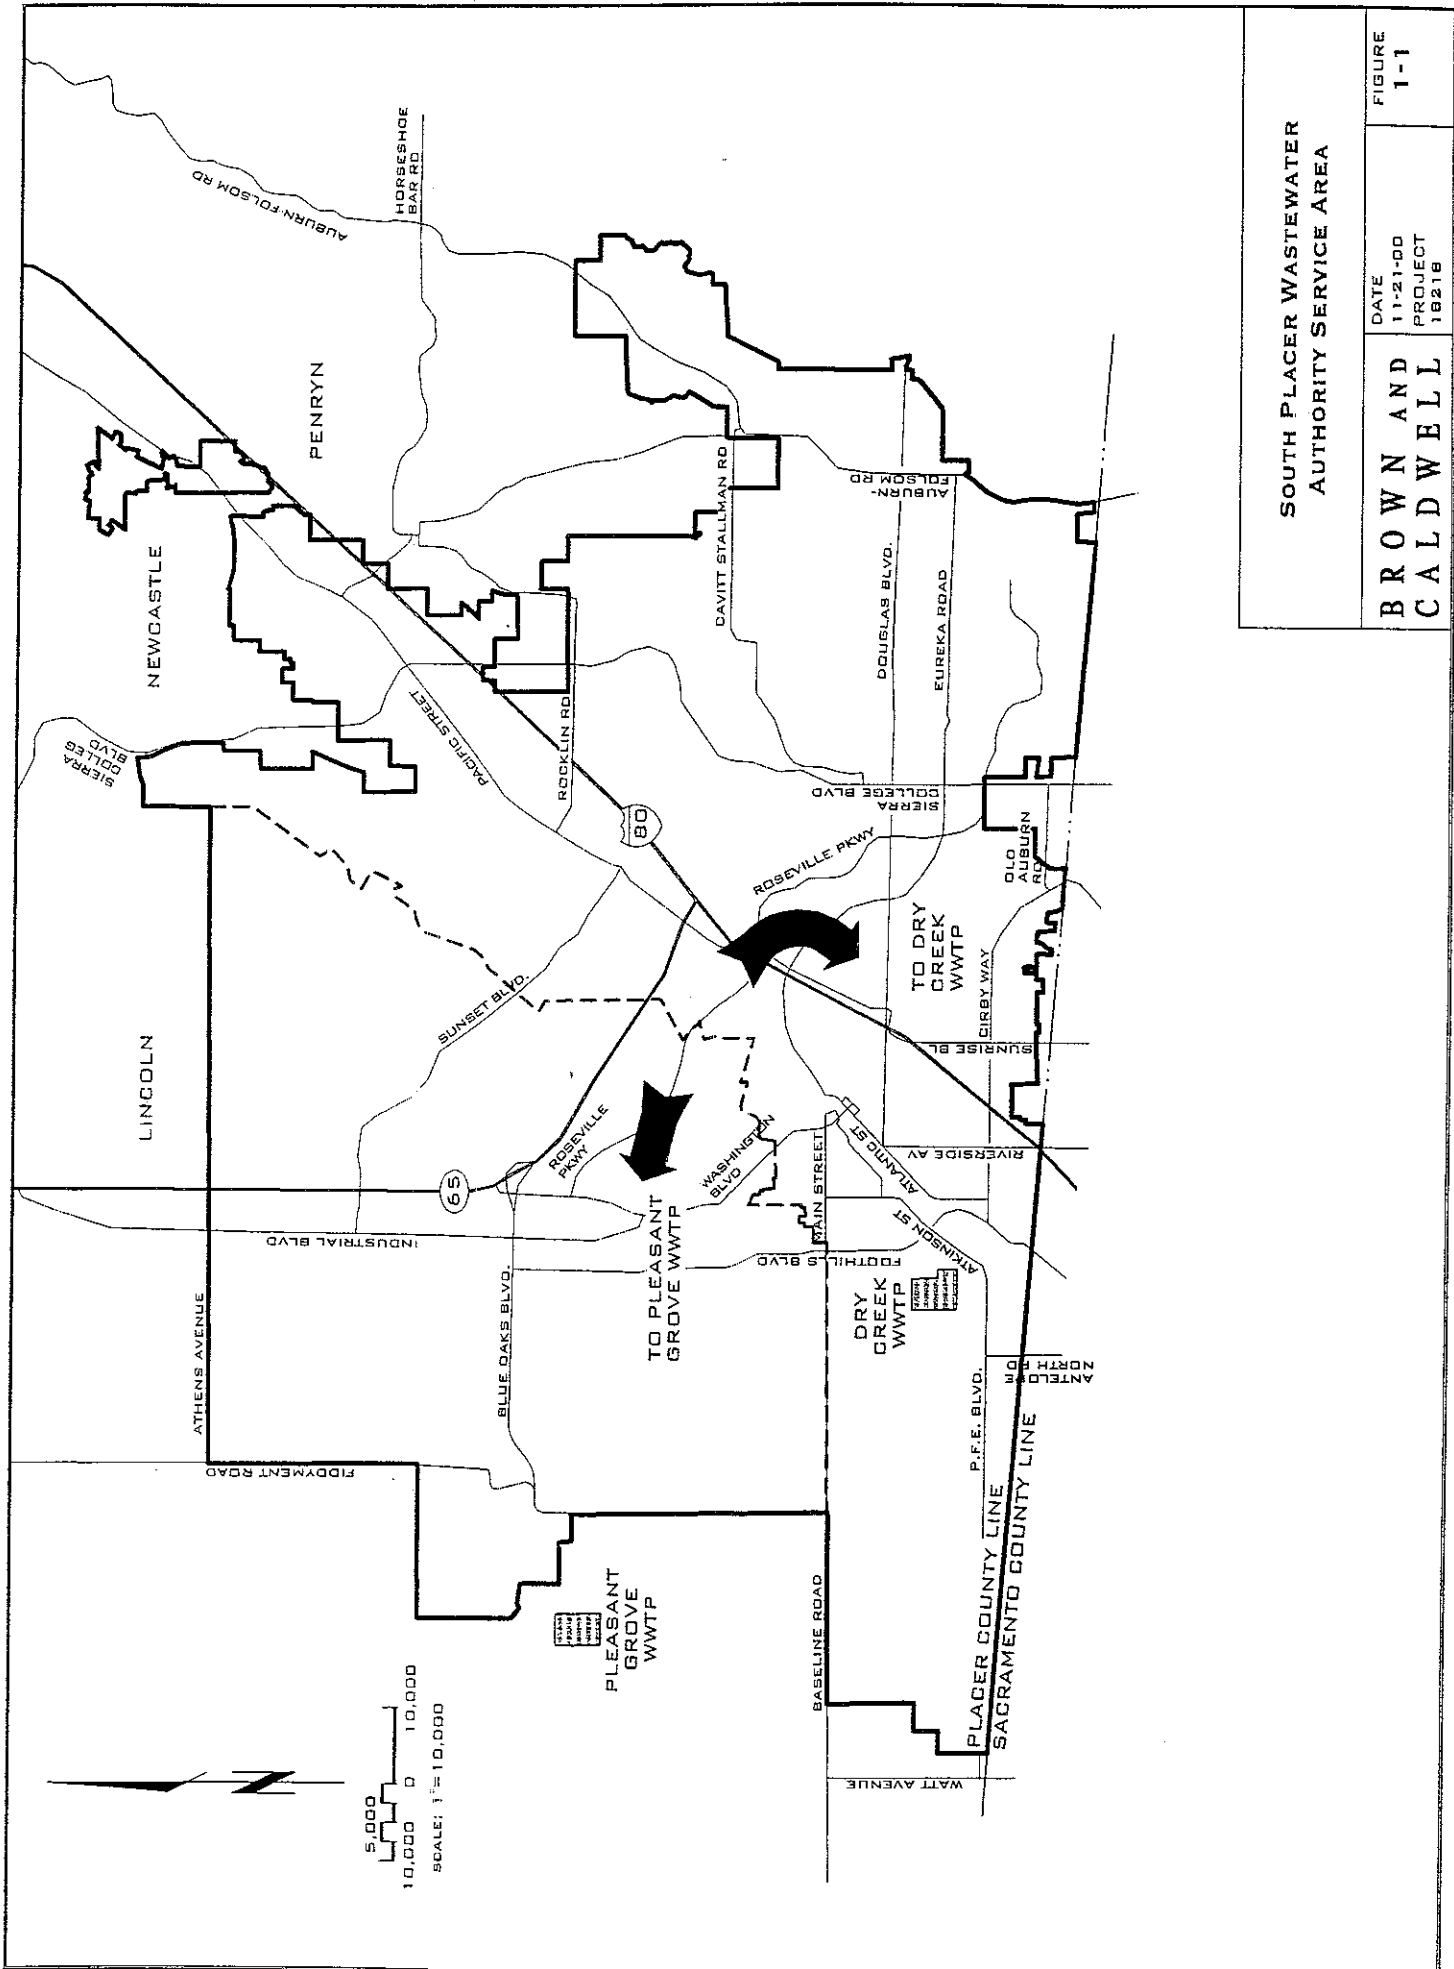 LINCOLN
NEWCASTLE
PENRYN
AUBURN-FOLSOM RD
HORSESHOE
BAR RD
SIERRA
COLLEG
BLVD
PACIFIC STREET
ROCKLIN RD
80
SUNSET BLVD.
65
ATHENS AVENUE
FIDDYMENT ROAD
INDUSTRIAL BLVD
BLUE OAKS BLVD.
ROSEVILLE
PKWY
TO PLEASANT
GROVE WWTP
WASHINGTON
BLVD
PLEASANT
GROVE
WWTP
CAVITT STALLMAN RD
AUBURN-
FOLSOM RD
DOUGLAS BLVD.
EUREKA ROAD
SIERRA
COLLEGE BLVD
ROSEVILLE PKWY
OLD
AUBURN
RD
TO DRY
CREEK
WWTP
CIRBY WAY
SUNRISE BL
RIVERSIDE AV
ATLANTIC ST
MAIN STREET
ATKINSON ST
FOOTHILLS BLVD
DRY
CREEK
WWTP
BASELINE ROAD
P.F.E. BLVD.
ANTELOPE
NORTH RD
PLACER COUNTY LINE
SACRAMENTO COUNTY LINE
WATT AVENUE
N
5,000
10,000 0 10,000
SCALE: 1"=10,000
SOUTH PLACER WASTEWATER
AUTHORITY SERVICE AREA
BROWN AND
CALDWELL
DATE
11-21-00
PROJECT
18218
FIGURE
1-1